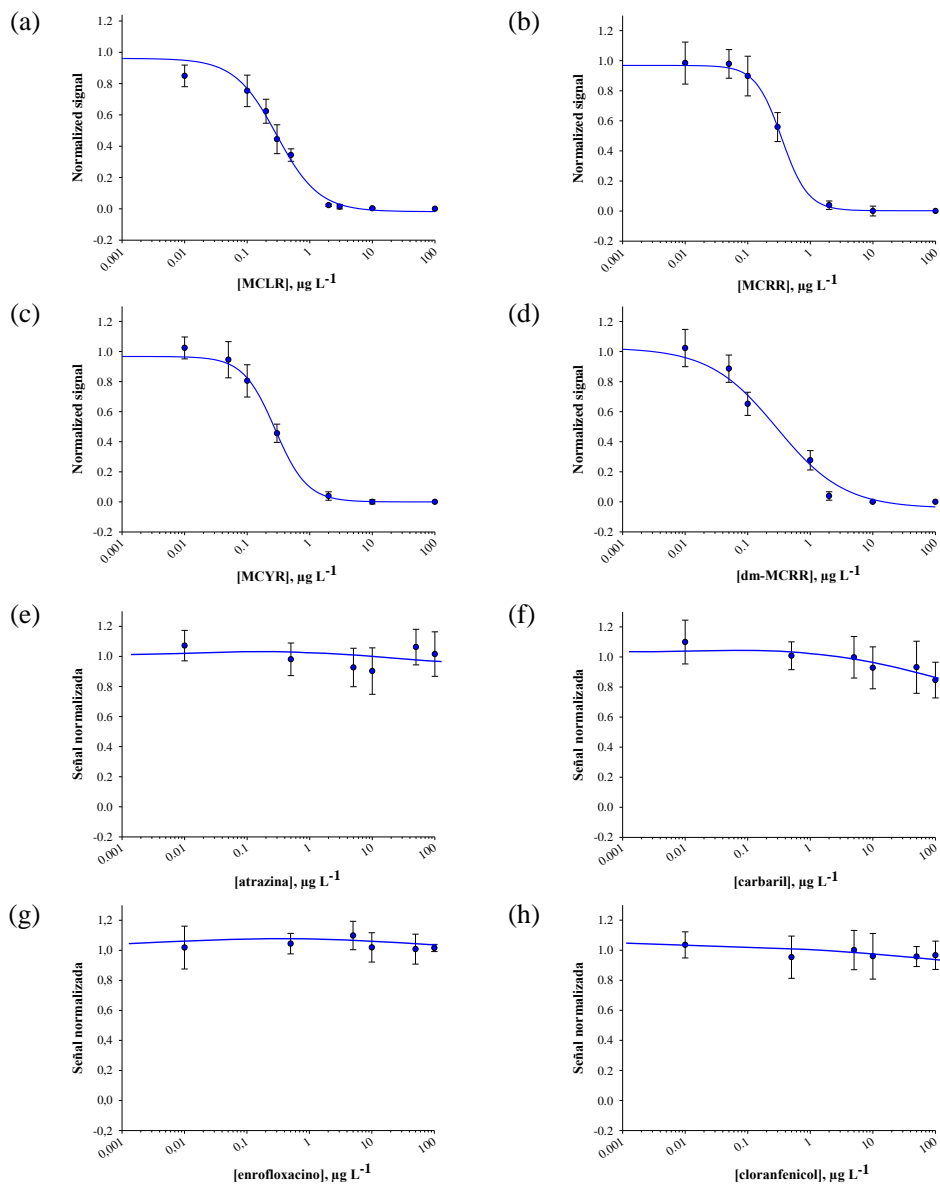 (a)
Normalized signal
1.2
1.0
0.8
0.6
0.4
0.2
0.0
-0.2
0.001 0.01 0.1 1 10 100
[MCLR], µg L-1
(b)
Normalized signal
1.2
1.0
0.8
0.6
0.4
0.2
0.0
-0.2
0.001 0.01 0.1 1 10 100
[MCRR], µg L-1
(c)
Normalized signal
1.2
1.0
0.8
0.6
0.4
0.2
0.0
-0.2
0.001 0.01 0.1 1 10 100
[MCYR], µg L-1
(d)
Normalized signal
1.2
1.0
0.8
0.6
0.4
0.2
0.0
-0.2
0.001 0.01 0.1 1 10 100
[dm-MCRR], µg L-1
(e)
Señal normalizada
1.2
1.0
0.8
0.6
0.4
0.2
0.0
-0.2
0.001 0.01 0.1 1 10 100
[atrazina], µg L-1
(f)
Señal normalizada
1.2
1.0
0.8
0.6
0.4
0.2
0.0
-0.2
0.001 0.01 0.1 1 10 100
[carbaril], µg L-1
(g)
Señal normalizada
1.2
1.0
0.8
0.6
0.4
0.2
0.0
-0,2
0.001 0.01 0.1 1 10 100
[enrofloxacino], µg L-1
(h)
Señal normalizada
1.2
1.0
0.8
0.6
0.4
0.2
0.0
-0.2
0.001 0.01 0.1 1 10 100
[cloranfenicol], µg L-1